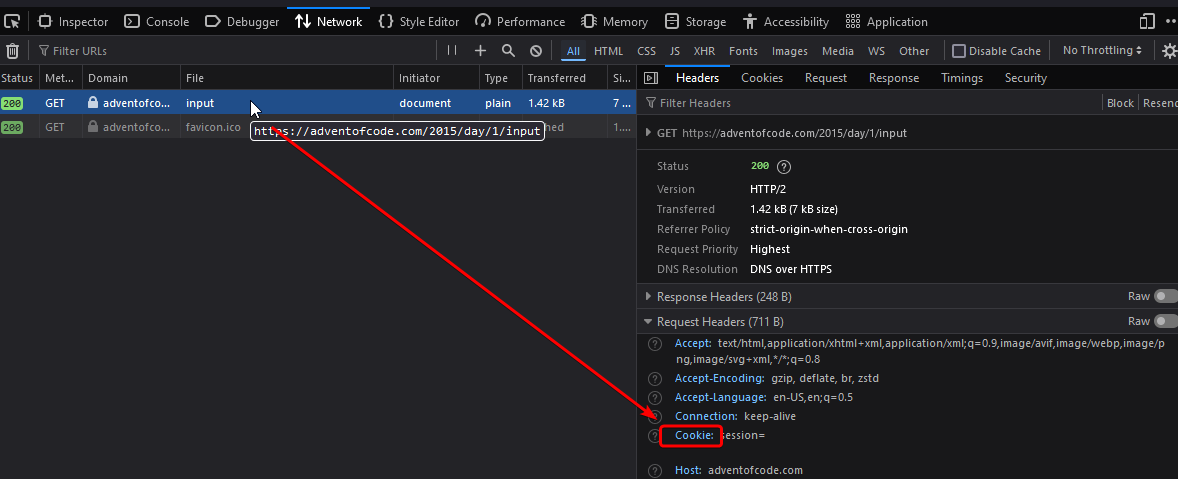 Inspector Console Debugger Network Style Editor Performance Memory Storage Accessibility Application
Filter URLs All HTML CSS JS XHR Fonts Images Media WS Other Disable Cache No Throttling
Status Met... Domain File Initiator Type Transferred Si...
Headers Cookies Request Response Timings Security
200 GET adventofco... input document plain 1.42 kB 7 ...
200 GET adventofco... favicon.ico 1....
https://adventofcode.com/2015/day/1/input
Filter Headers Block Resend
GET https://adventofcode.com/2015/day/1/input
Status 200
Version HTTP/2
Transferred 1.42 kB (7 kB size)
Referrer Policy strict-origin-when-cross-origin
Request Priority Highest
DNS Resolution DNS over HTTPS
Response Headers (248 B) Raw
Request Headers (711 B) Raw
Accept: text/html,application/xhtml+xml,application/xml;q=0.9,image/avif,image/webp,image/p
ng,image/svg+xml,*/*;q=0.8
Accept-Encoding: gzip, deflate, br, zstd
Accept-Language: en-US,en;q=0.5
Connection: keep-alive
Cookie: session=
Host: adventofcode.com